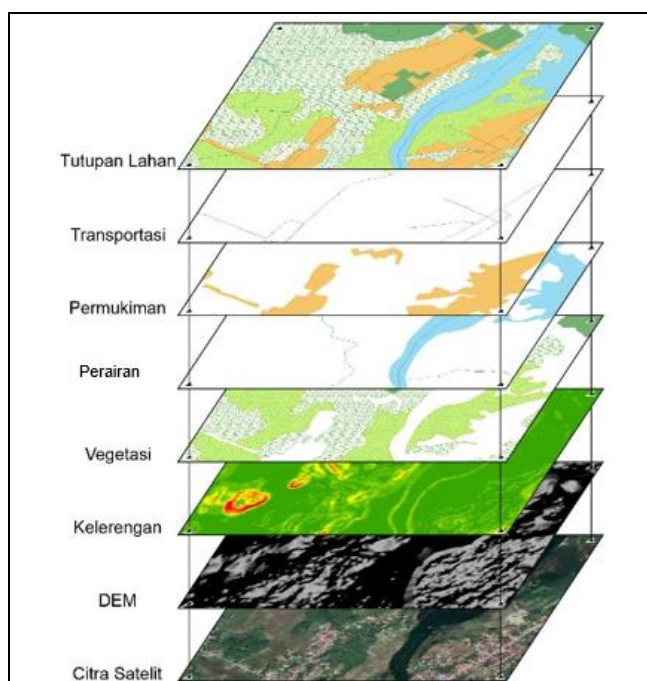 Tutupan Lahan
Transportasi
Permukiman
Perairan
Vegetasi
Kelerengan
DEM
Citra Satelit